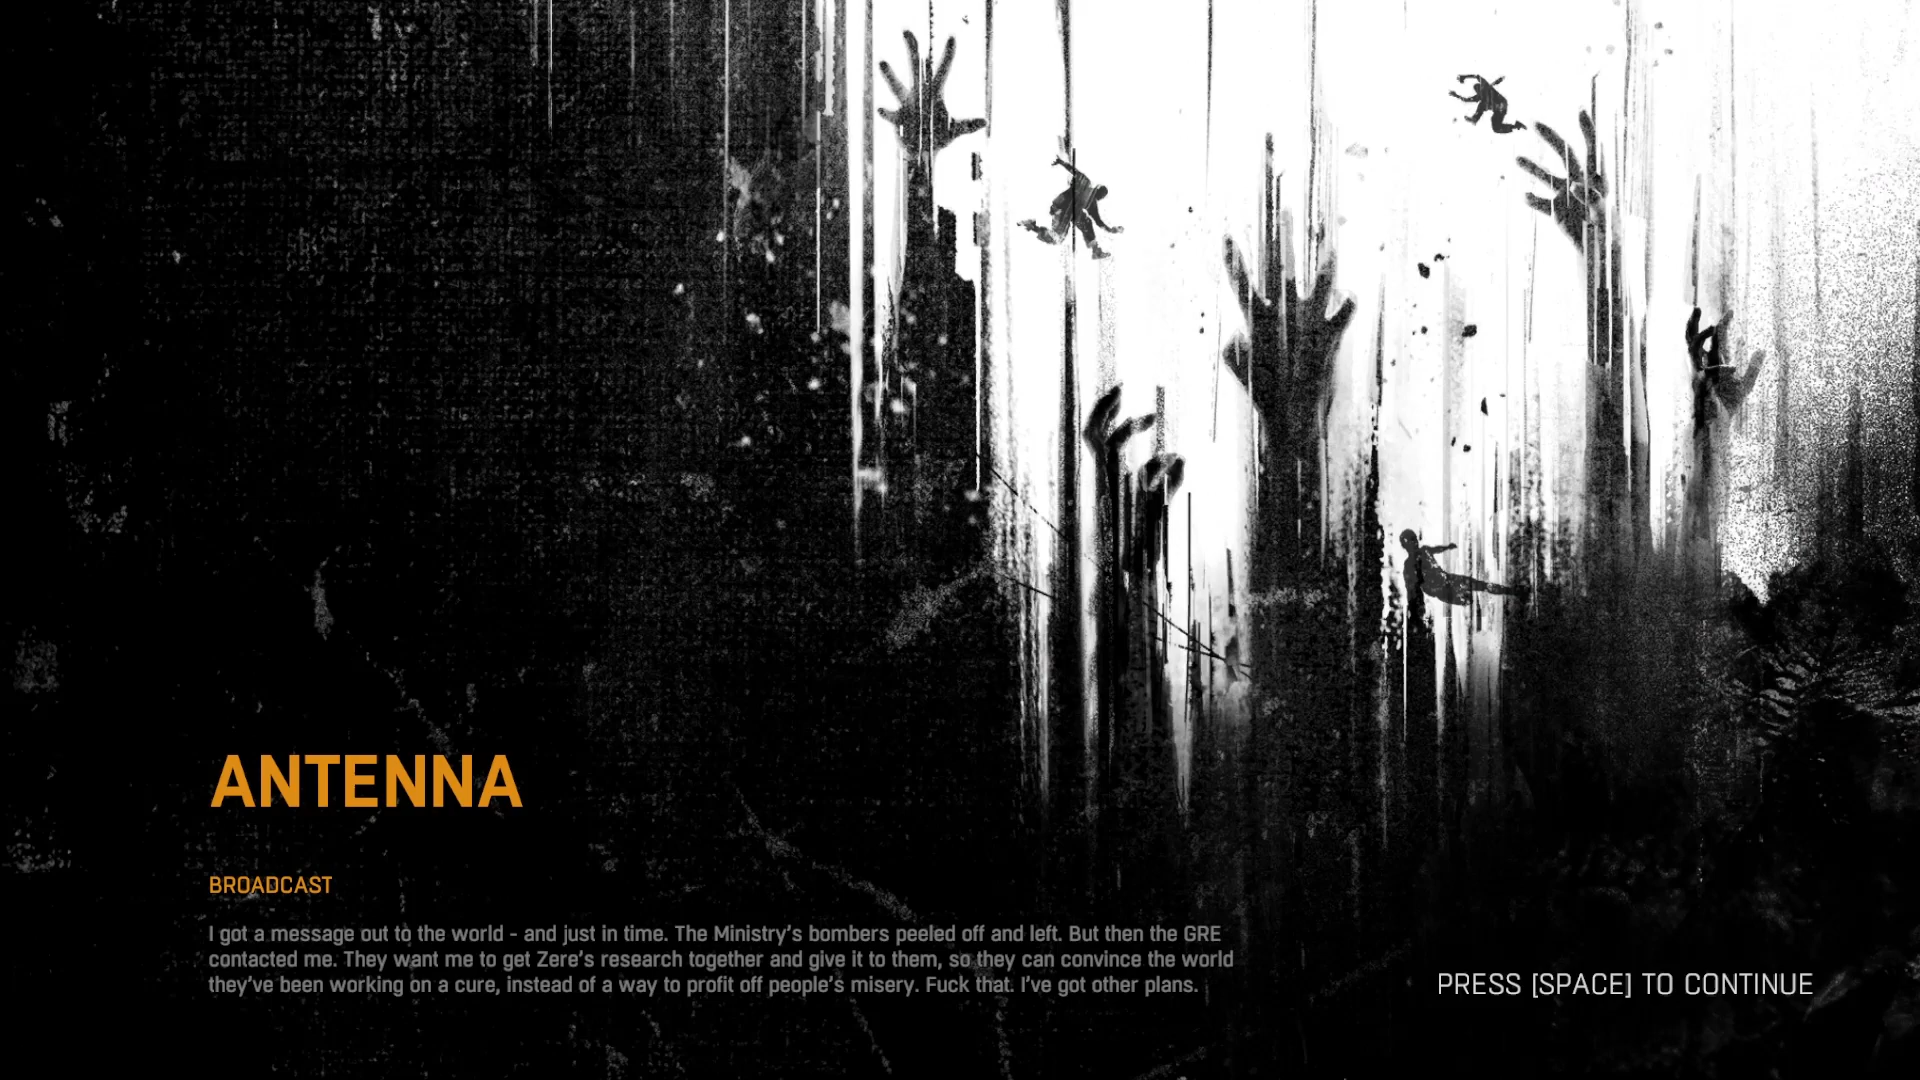 ANTENNA
BROADCAST
I got a message out to the world - and just in time. The Ministry's bombers peeled off and left. But then the GRE
contacted me. They want me to get Zere's research together and give it to them, so they can convince the world
they've been working on a cure, instead of a way to profit off people's misery. Fuck that. I've got other plans.
PRESS [SPACE] TO CONTINUE